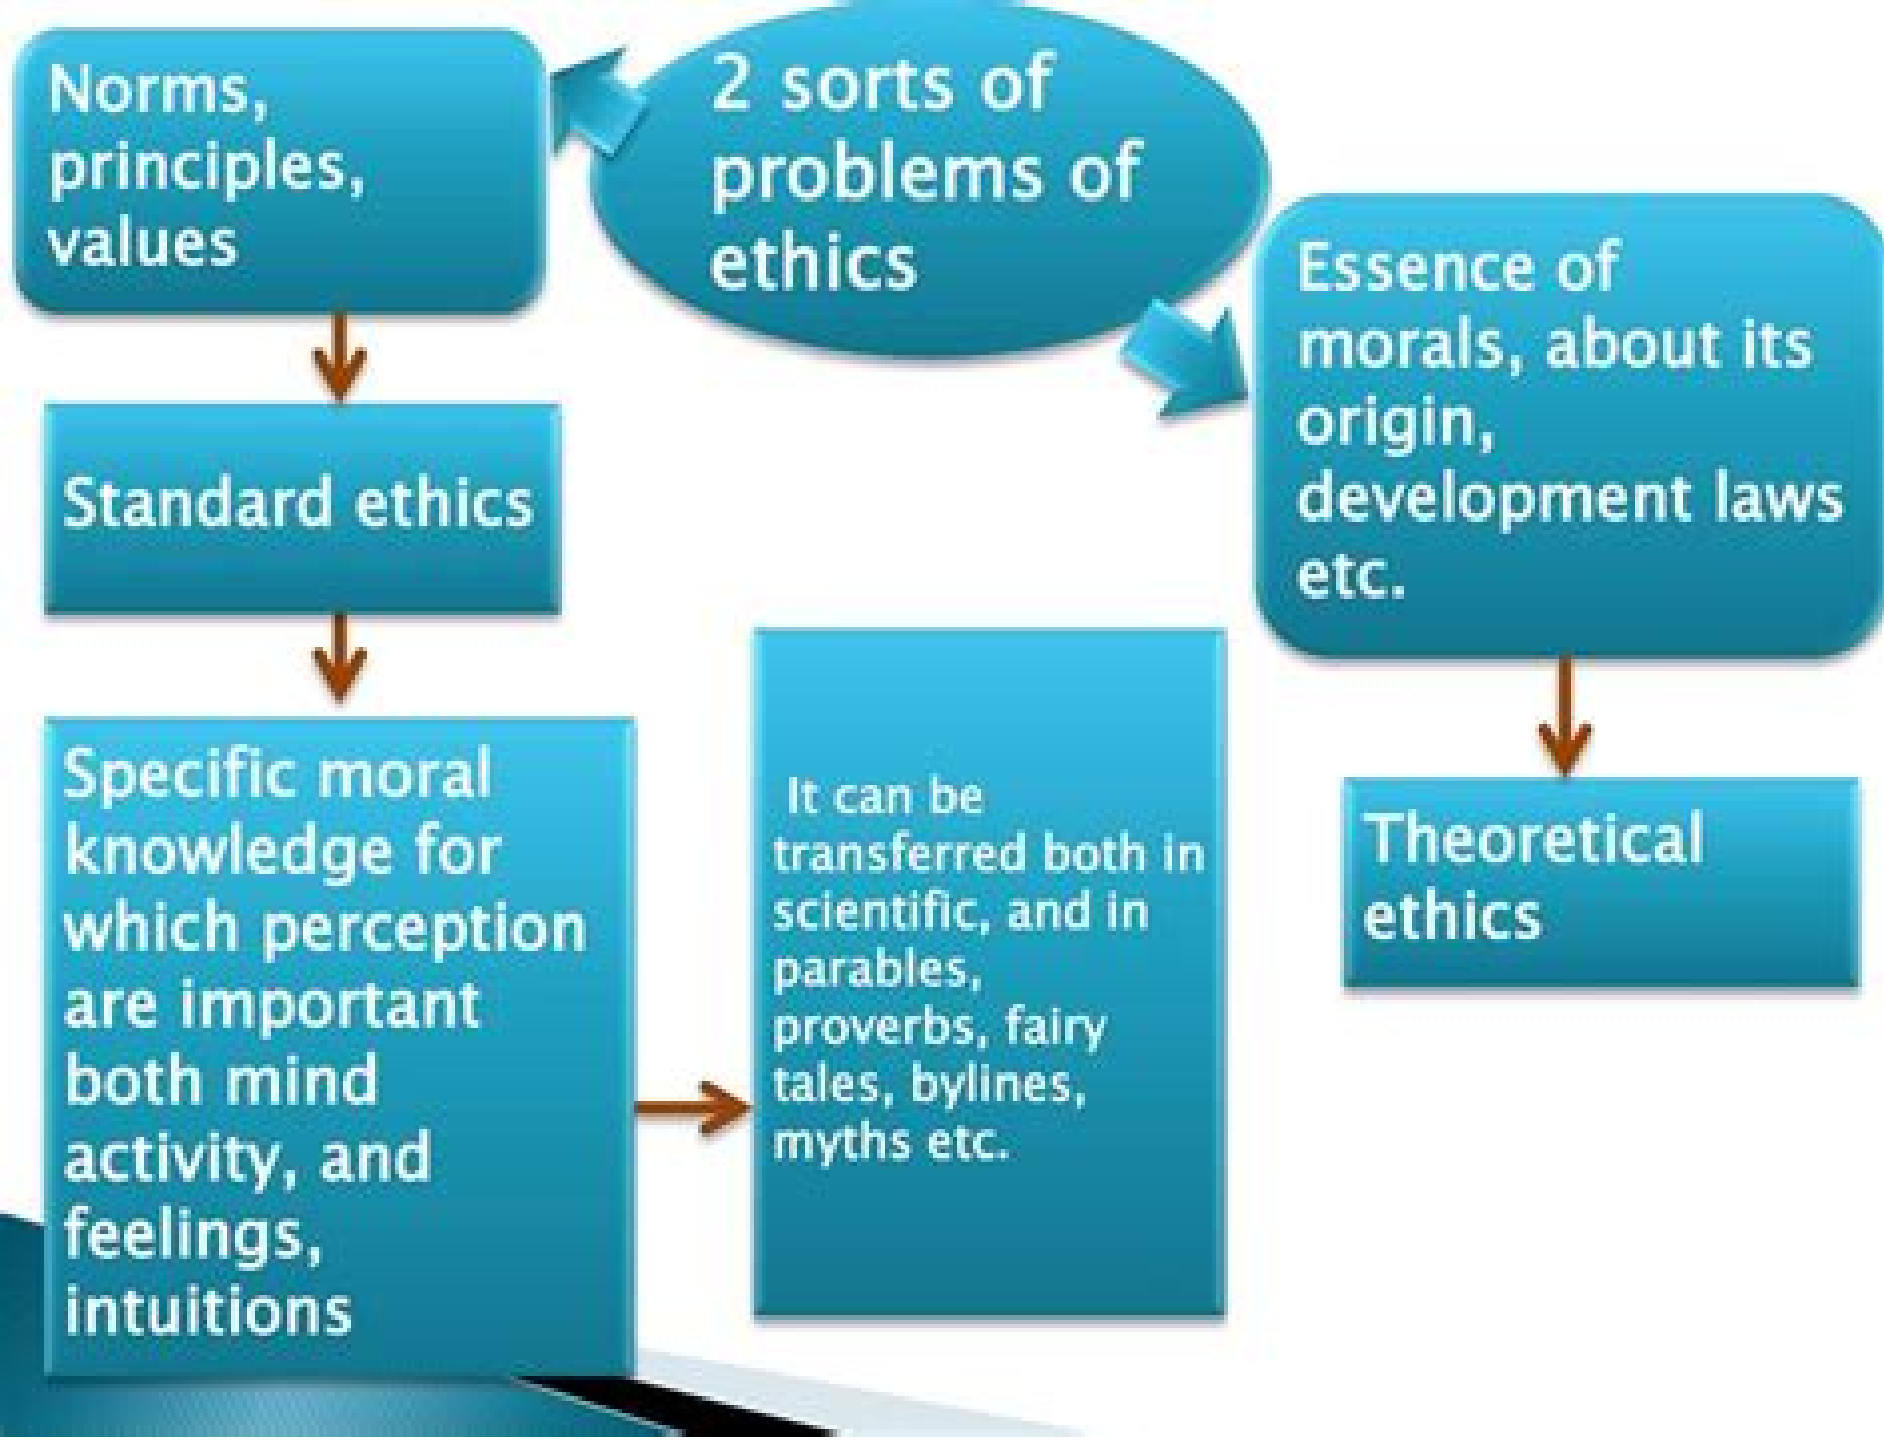 2 sorts of
problems of
ethics
Norms,
principles,
values
Standard ethics
Specific moral
knowledge for
which perception
are important
both mind
activity, and
feelings,
intuitions
It can be
transferred both in
scientific, and in
parables,
proverbs, fairy
tales, bylines,
myths etc.
Essence of
morals, about its
origin,
development laws
etc.
Theoretical
ethics